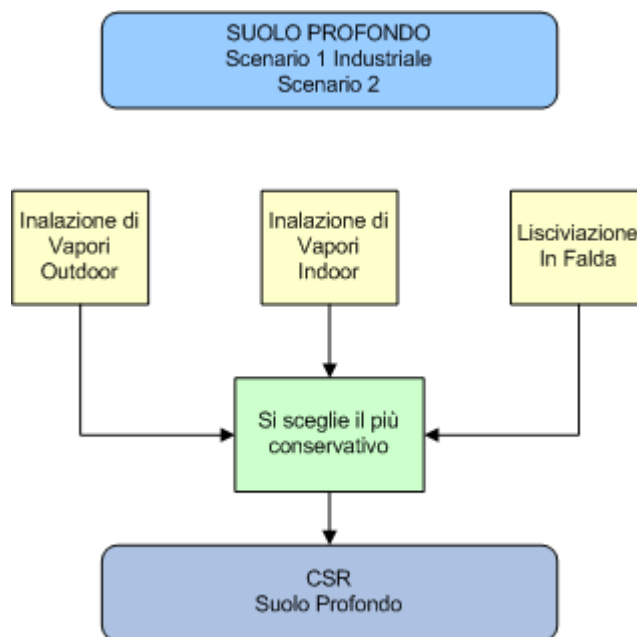 SUOLO PROFONDO
Scenario 1 Industriale
Scenario 2
Inalazione di
Vapori
Outdoor
Inalazione di
Vapori
Indoor
Lisciviazione
In Falda
Si sceglie il più
conservativo
CSR
Suolo Profondo